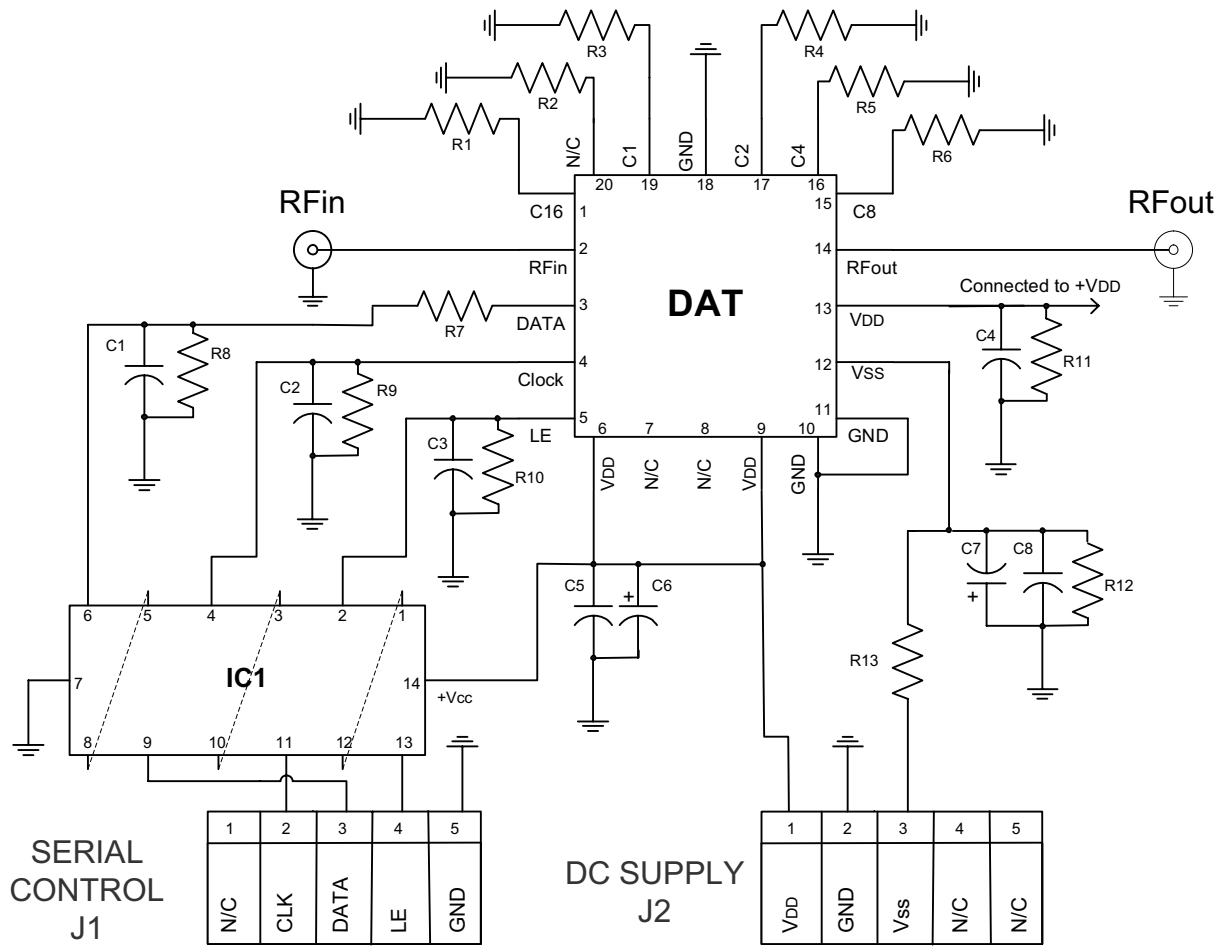 R3
R4
R2
R5
R1
R6
N/C
C1
GND
C2
C4
20
19
18
17
16
RFin
C16
1
15
C8
RFout
2
RFin
14
RFout
DAT
Connected to +VDD
R7
3
DATA
13
VDD
C1
R8
C4
R11
4
Clock
12
VSS
C2
R9
5
LE
11
GND
C3
R10
6
7
8
9
10
VDD
N/C
N/C
VDD
GND
C7
C8
R12
+
C5
C6
+
6
5
4
3
2
1
R13
7
IC1
14
+Vcc
8
9
10
11
12
13
SERIAL
CONTROL
J1
1
2
3
4
5
N/C
CLK
DATA
LE
GND
DC SUPPLY
J2
1
2
3
4
5
VDD
GND
Vss
N/C
N/C